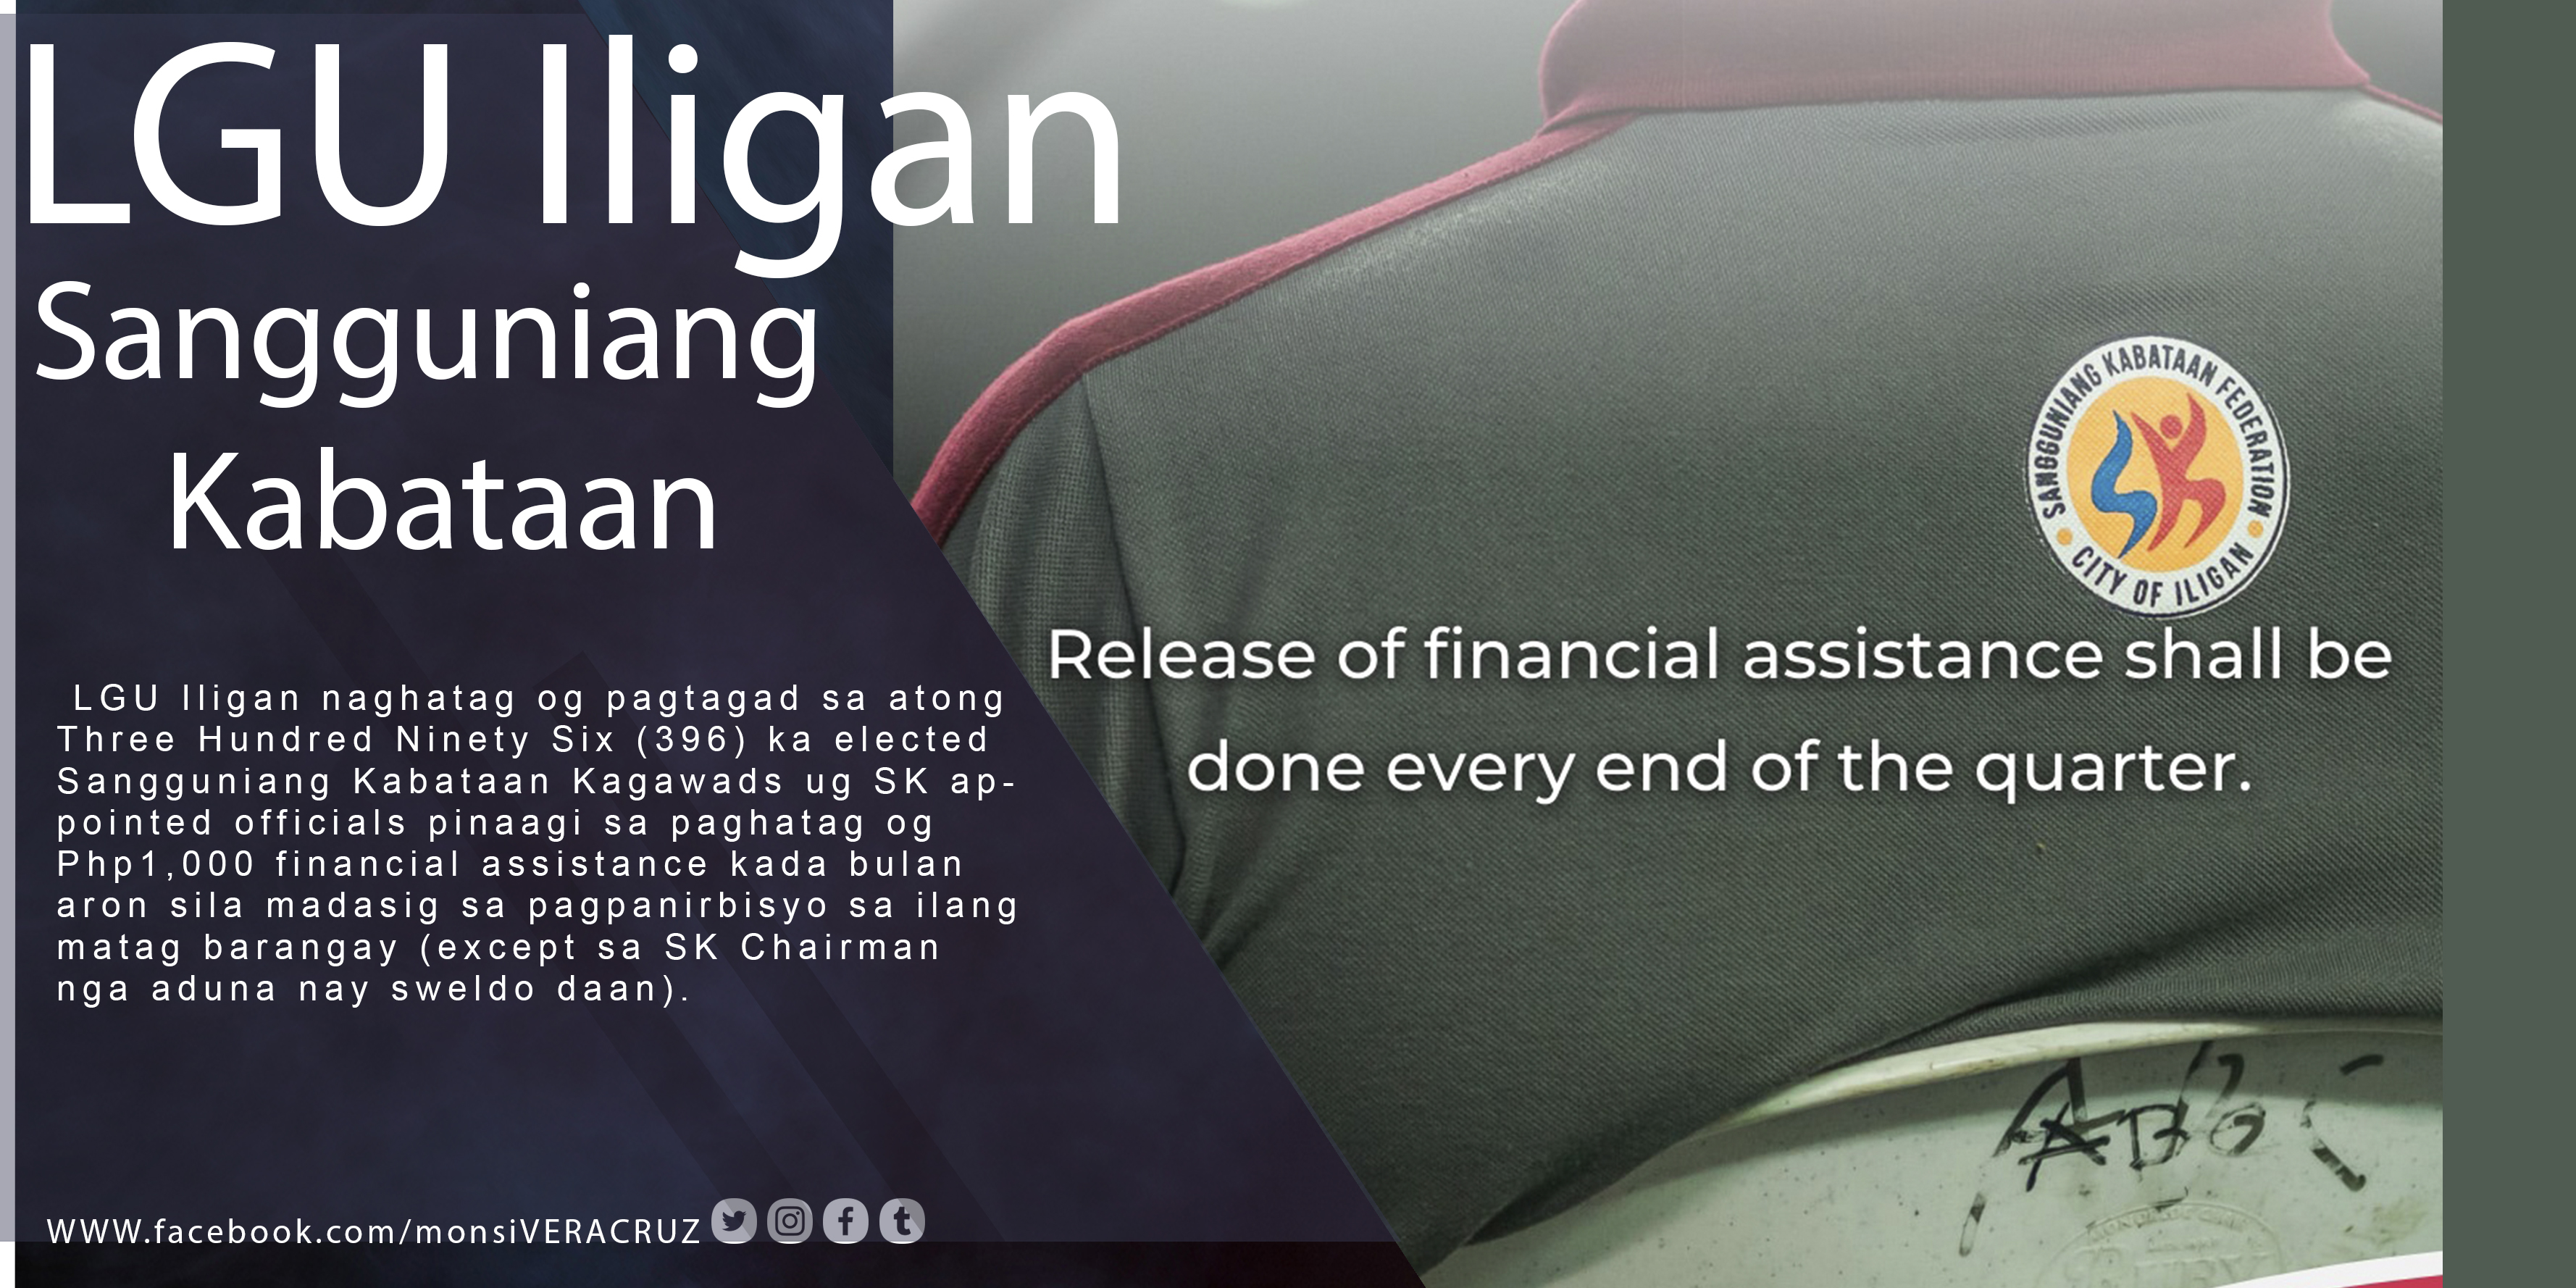 LGU Iligan
Sangguniang
Kabataan
LGU Iligan naghatag og pagtagad sa atong
Three Hundred Ninety Six (396) ka elected
Sangguniang Kabataan Kagawads ug SK ap-
pointed officials pinaagi sa paghatag og
Php1,000 financial assistance kada bulan
aron sila madasig sa pagpanirbisyo sa ilang
matag barangay (except sa SK Chairman
nga aduna nay sweldo daan).
WWW.facebook.com/monsiVERACRUZ
SANGGUNIANG KABATAAN FEDERATION
SK
CITY OF ILIGAN
Release of financial assistance shall be
done every end of the quarter.